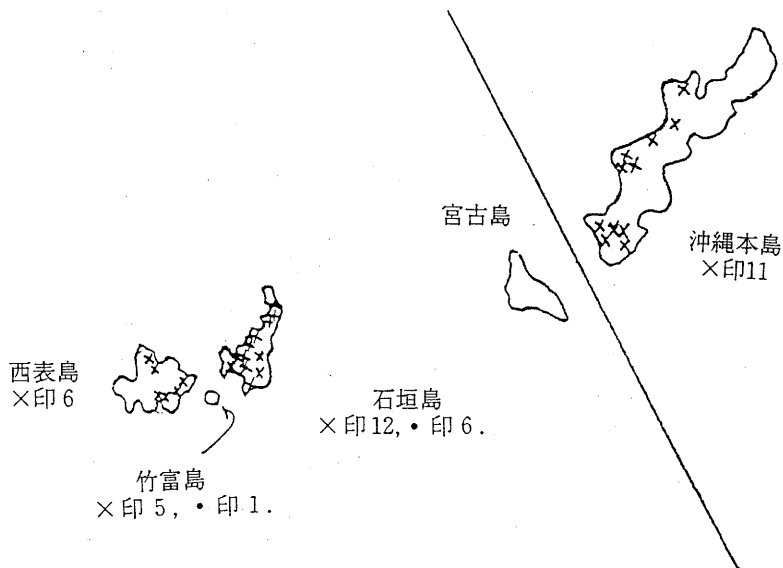 宮古島
沖縄本島
×印11
西表島
×印6
石垣島
×印12,・印6.
竹富島
×印5,・印1.